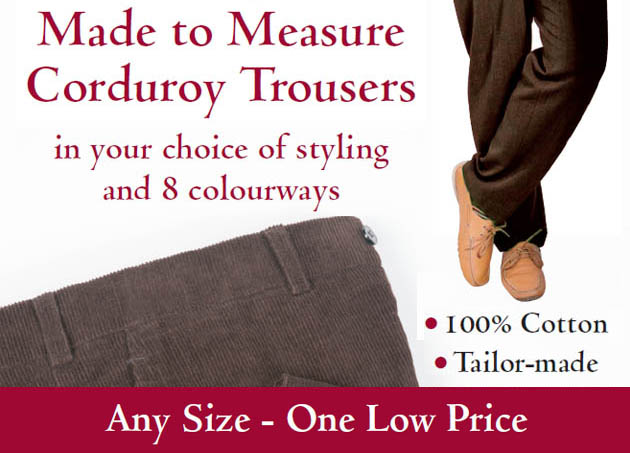 Made to Measure
Corduroy Trousers
in your choice of styling
and 8 colourways
• 100% Cotton
• Tailor-made
Any Size - One Low Price